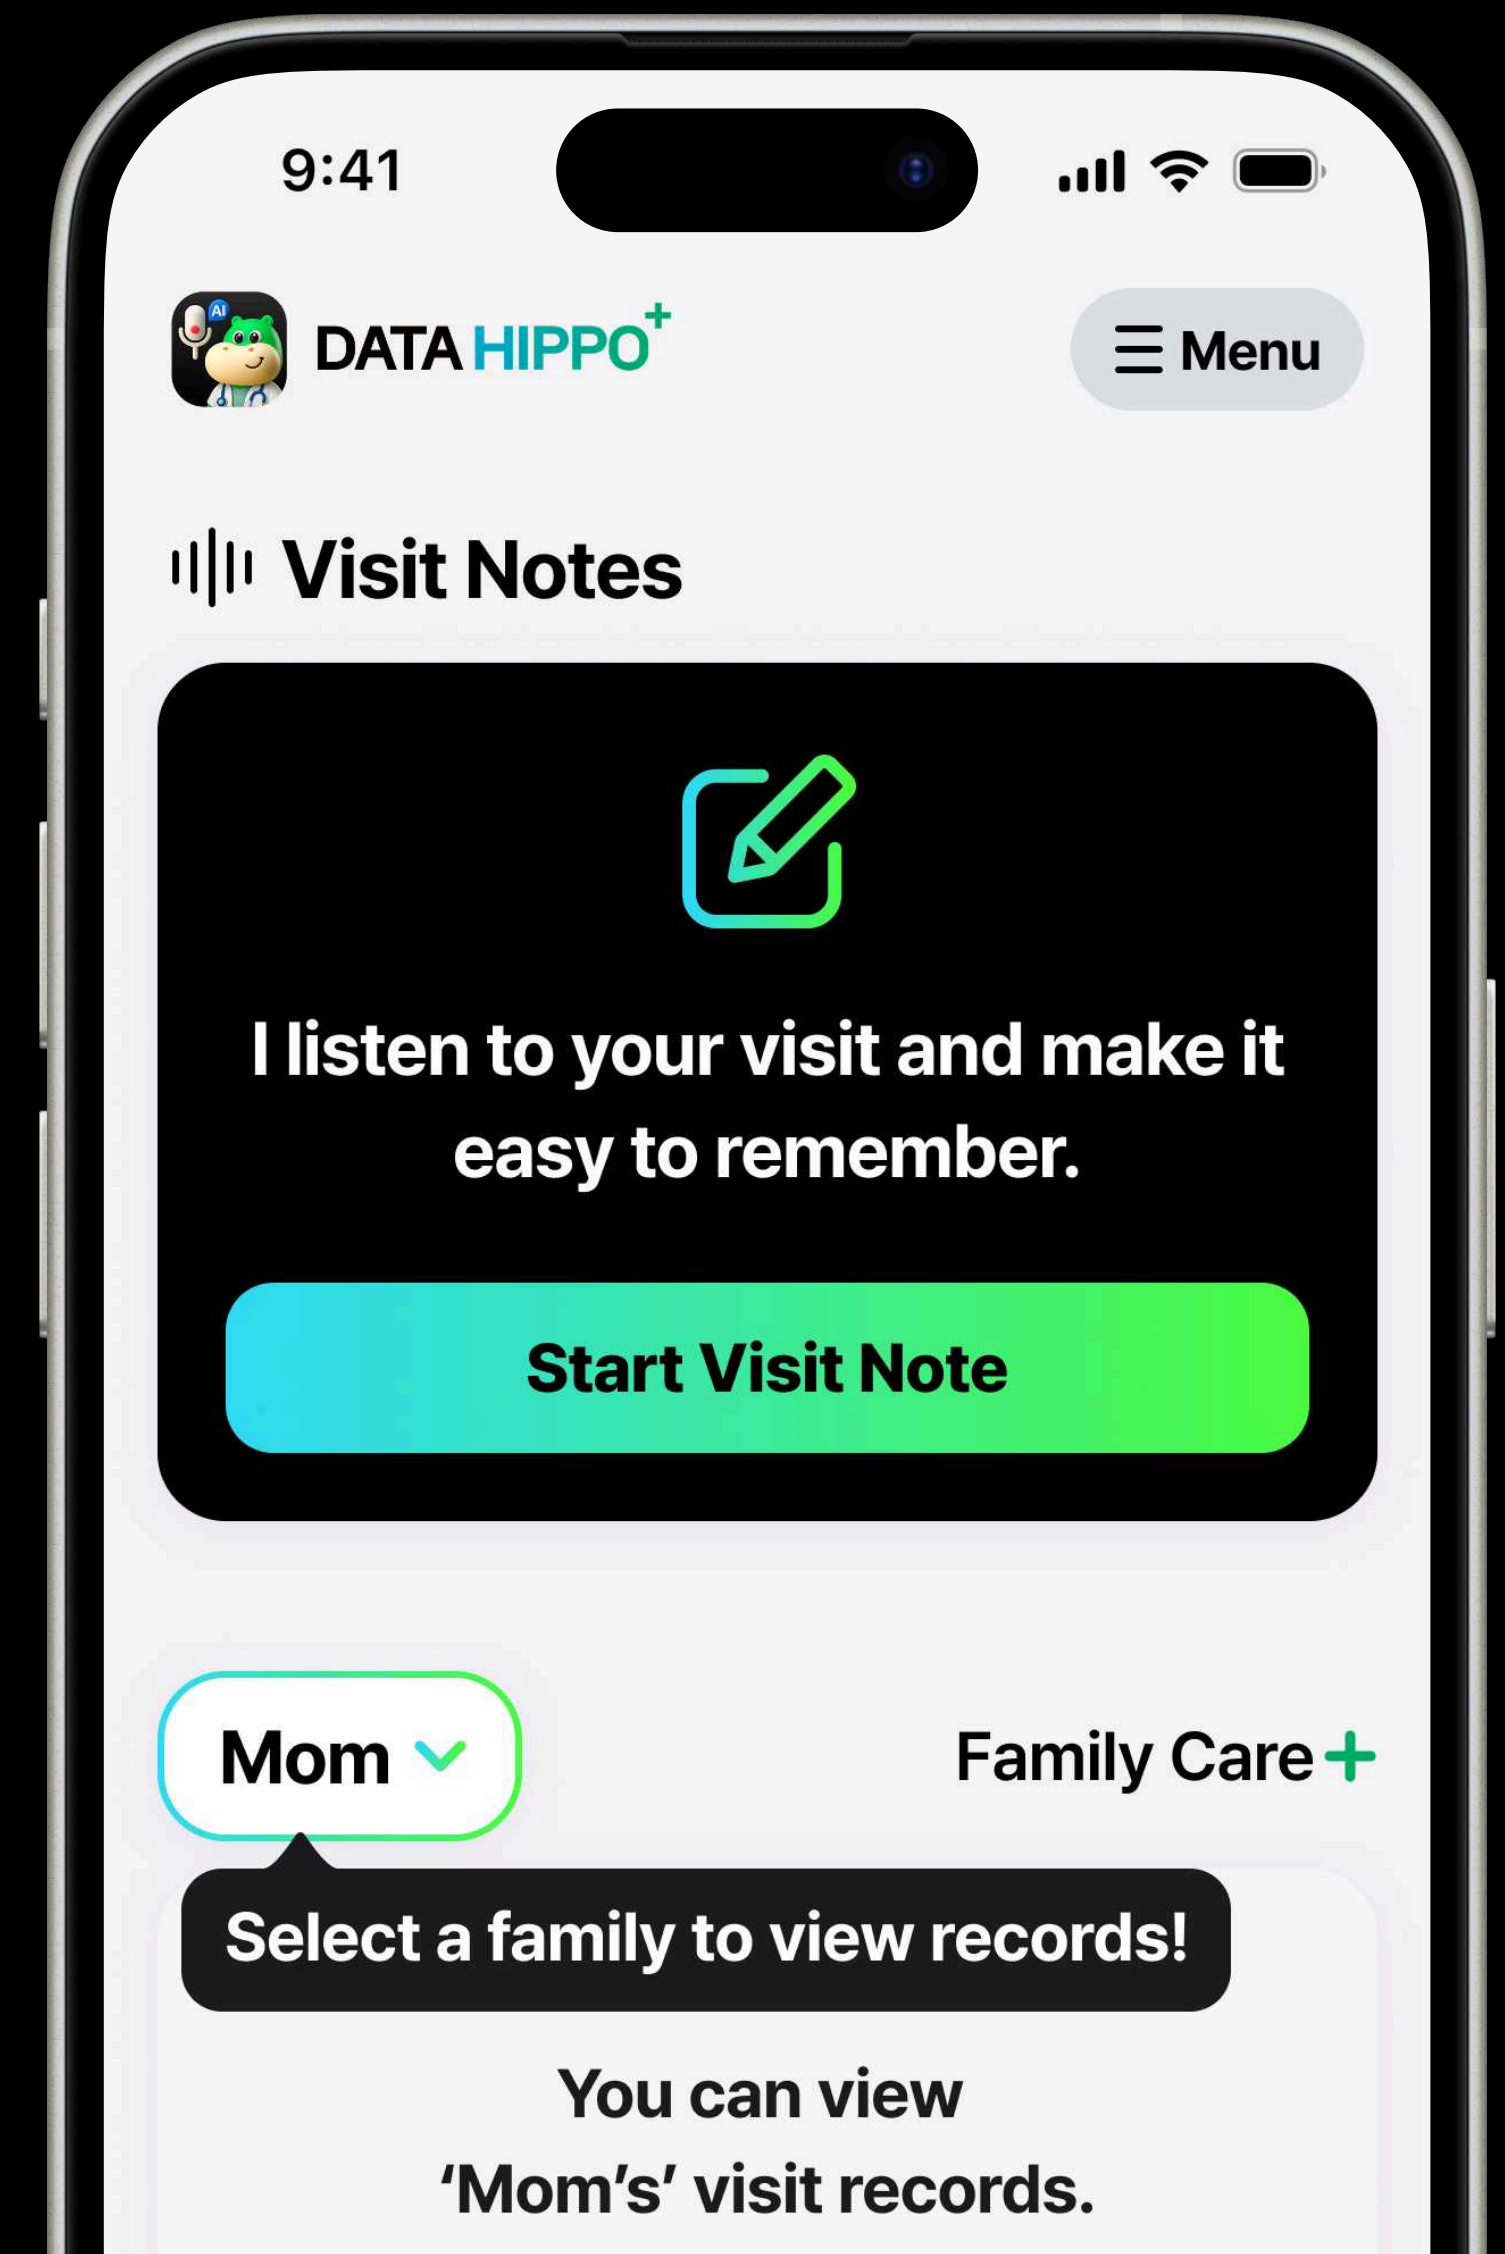 9:41
AI
DATA HIPPO+
Menu
Visit Notes
I listen to your visit and make it
easy to remember.
Start Visit Note
Mom
Family Care+
Select a family to view records!
You can view
‘Mom’s’ visit records.